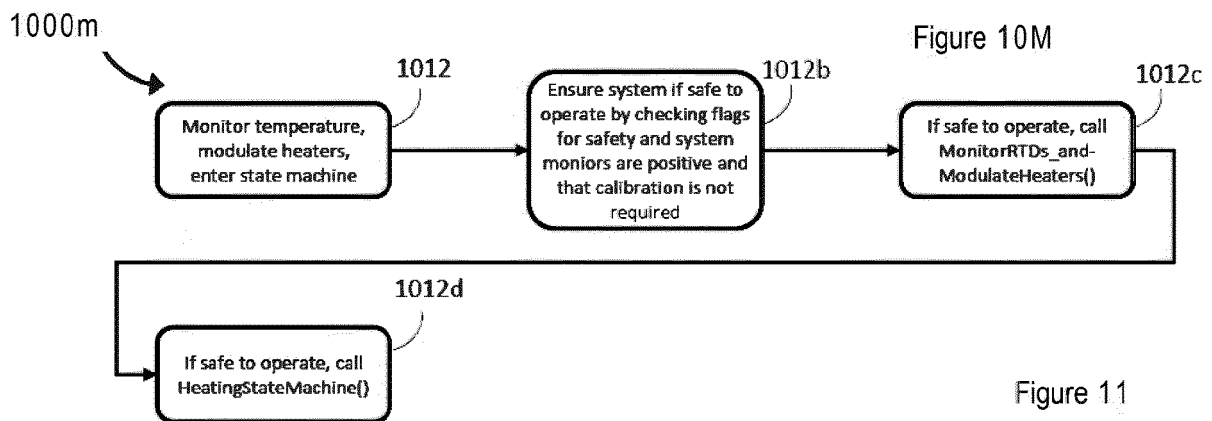 1000m
Figure 10M
1012
Monitor temperature,
modulate heaters,
enter state machine
1012b
Ensure system if safe to
operate by checking flags
for safety and system
moniors are positive and
that calibration is not
required
1012c
If safe to operate, call
MonitorRTDs_and-
ModulateHeaters()
1012d
If safe to operate, call
HeatingStateMachine()
Figure 11